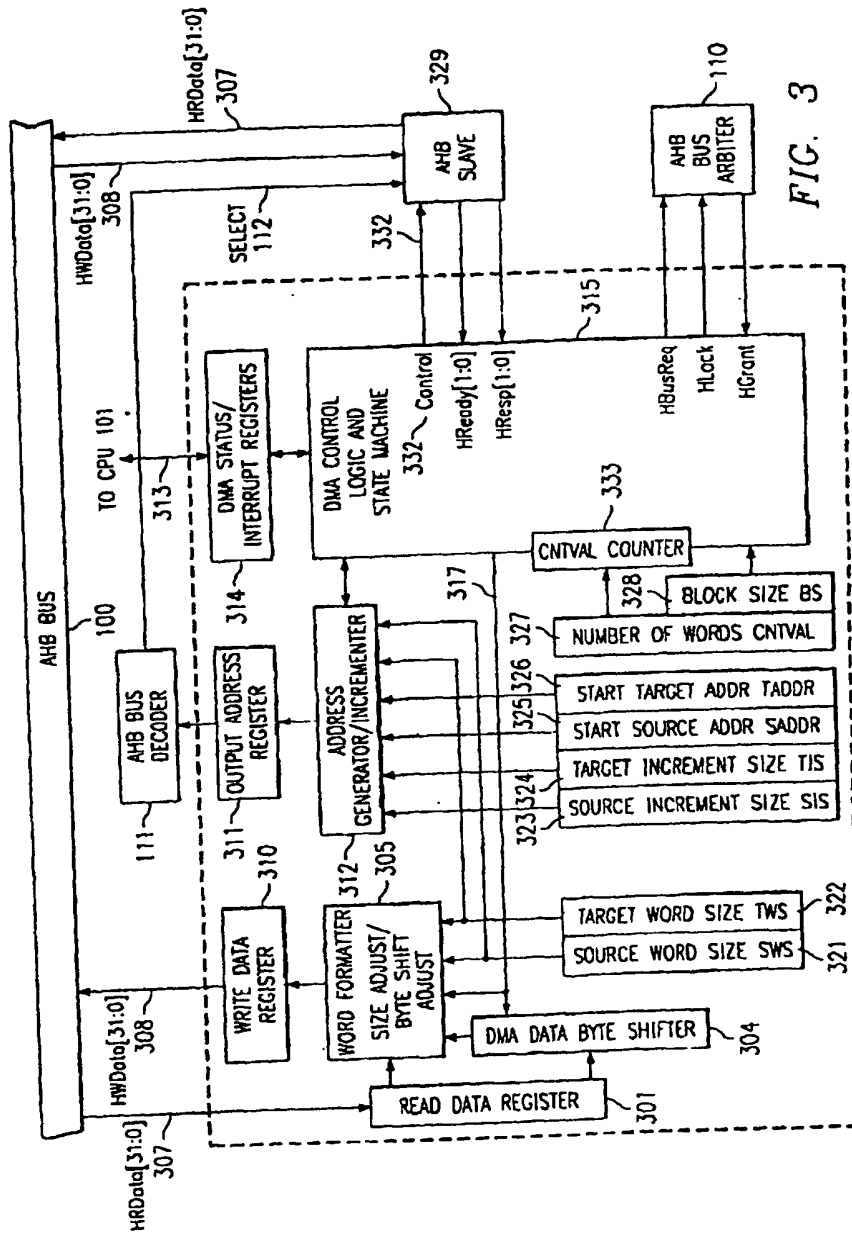 AHB BUS
100
HRData[31:0]
307
HWData[31:0]
308
AHB BUS
DECODER
111
TO CPU 101
313
SELECT
112
HWData[31:0]
308
HRData[31:0]
307
WRITE DATA
REGISTER
310
OUTPUT ADDRESS
REGISTER
311
DMA STATUS/
INTERRUPT REGISTERS
314
AHB
SLAVE
329
332
WORD FORMATTER
SIZE ADJUST/
BYTE SHIFT
ADJUST
305
ADDRESS
GENERATOR/INCREMENTER
312
DMA CONTROL
LOGIC AND
STATE MACHINE
315
332
Control
HReady[1:0]
HResp[1:0]
HBusReq
HLock
HGrant
AHB
BUS
ARBITER
110
READ DATA REGISTER
301
DMA DATA BYTE SHIFTER
304
317
CNTVAL COUNTER
333
TARGET WORD SIZE TWS
322
SOURCE WORD SIZE SWS
321
START TARGET ADDR TADDR
326
START SOURCE ADDR SADDR
325
TARGET INCREMENT SIZE TIS
324
SOURCE INCREMENT SIZE SIS
323
BLOCK SIZE BS
328
NUMBER OF WORDS CNTVAL
327
FIG. 3